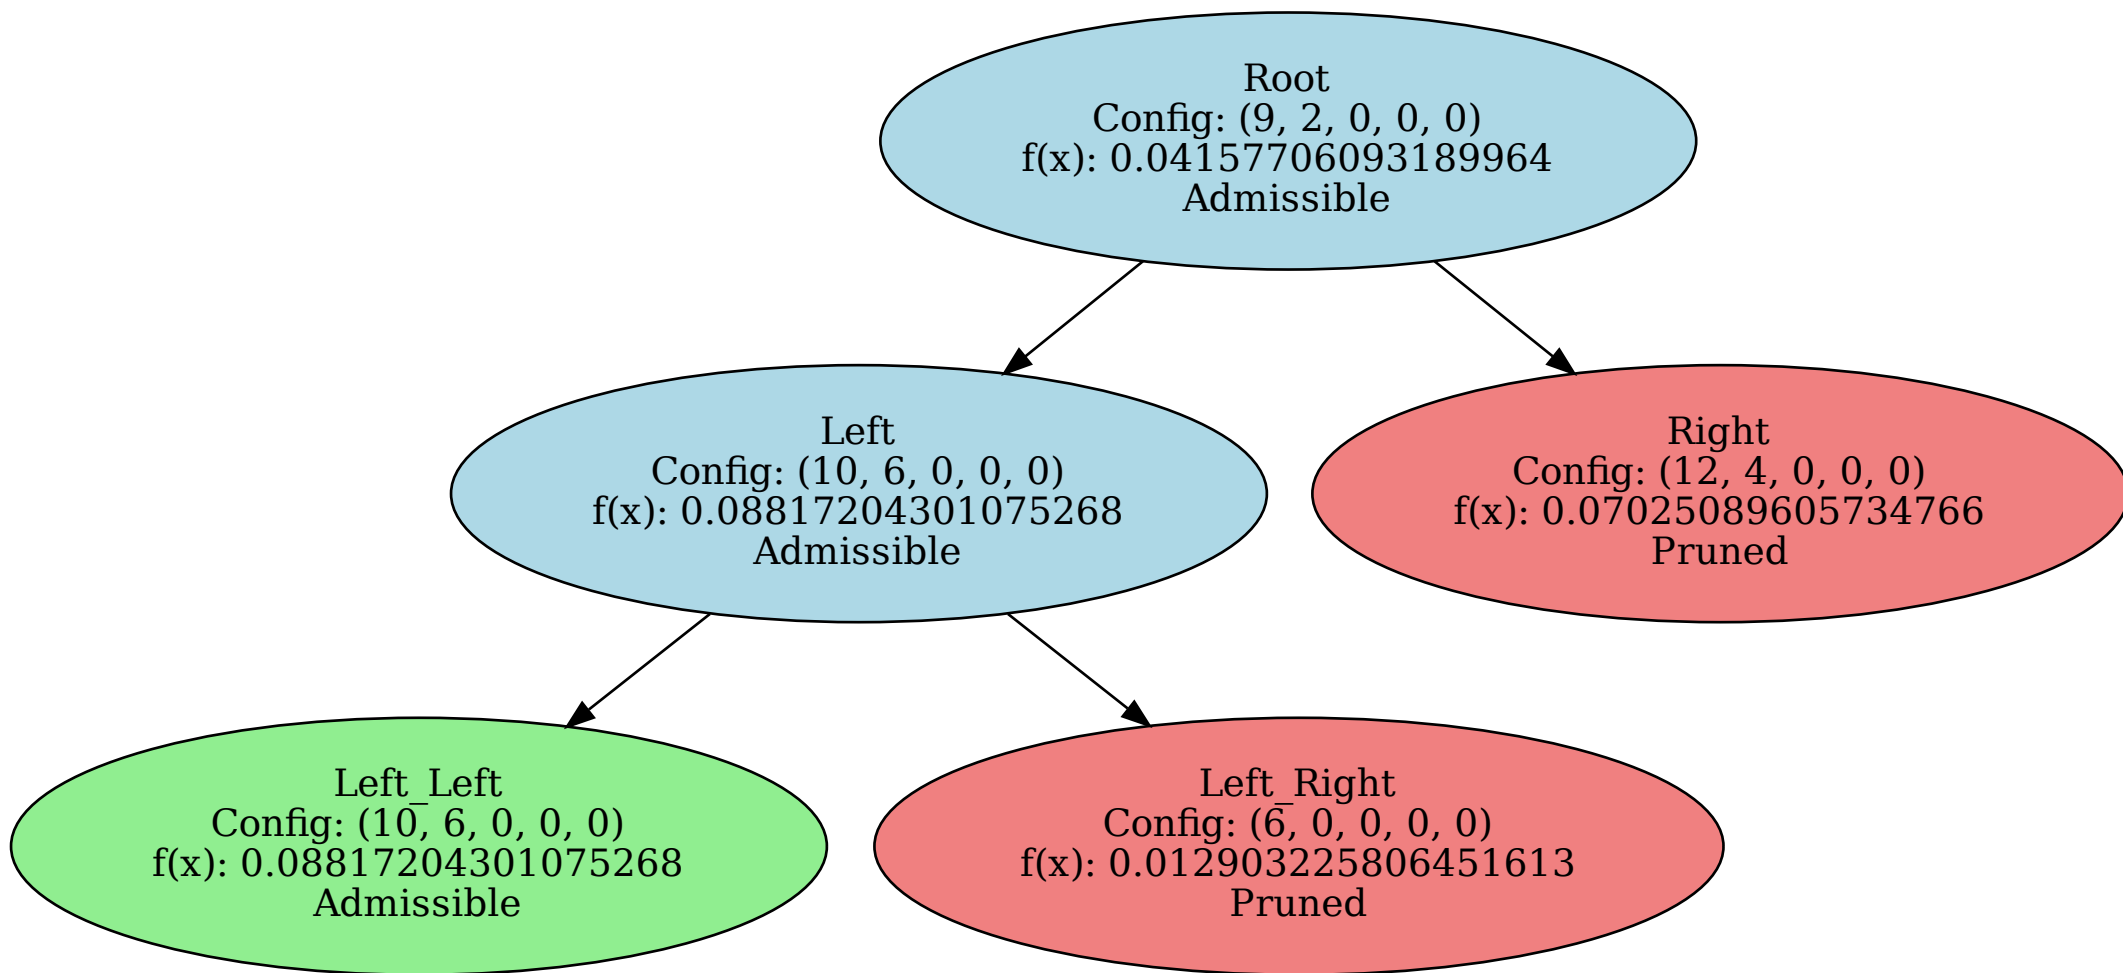 Root
Config: (9, 2, 0, 0, 0)
f(x): 0.04157706093189964
Admissible
Left
Config: (10, 6, 0, 0, 0)
f(x): 0.08817204301075268
Admissible
Right
Config: (12, 4, 0, 0, 0)
f(x): 0.07025089605734766
Pruned
Left_Left
Config: (10, 6, 0, 0, 0)
f(x): 0.08817204301075268
Admissible
Left_Right
Config: (6, 0, 0, 0, 0)
f(x): 0.012903225806451613
Pruned